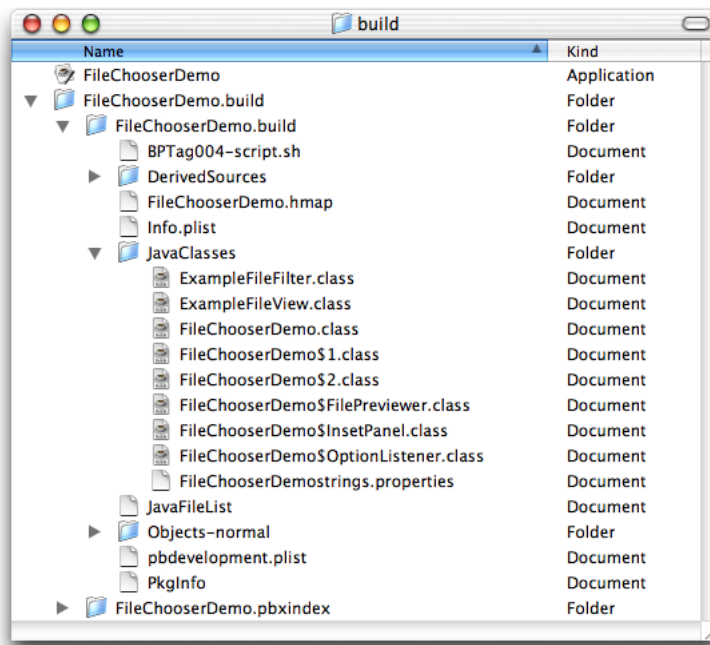 build
Name Kind
FileChooserDemo Application
FileChooserDemo.build Folder
FileChooserDemo.build Folder
BPTag004-script.sh Document
DerivedSources Folder
FileChooserDemo.hmap Document
Info.plist Document
JavaClasses Folder
ExampleFileFilter.class Document
ExampleFileView.class Document
FileChooserDemo.class Document
FileChooserDemo$1.class Document
FileChooserDemo$2.class Document
FileChooserDemo$FilePreviewer.class Document
FileChooserDemo$InsetPanel.class Document
FileChooserDemo$OptionListener.class Document
FileChooserDemostrings.properties Document
JavaFileList Document
Objects-normal Folder
pbdevelopment.plist Document
PkgInfo Document
FileChooserDemo.pbxindex Folder